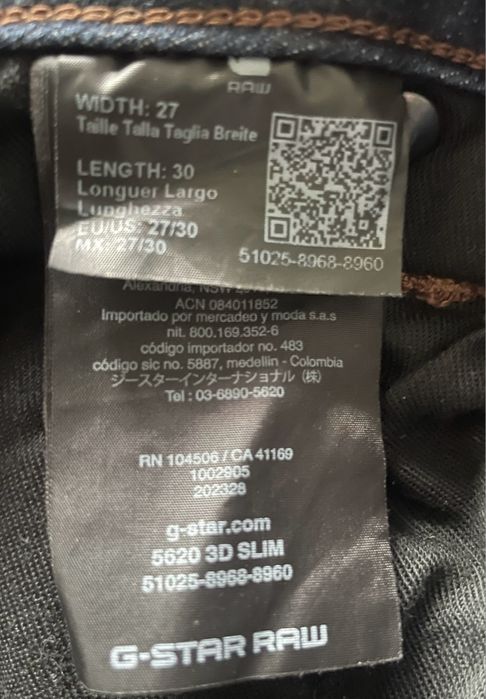 RAW
WIDTH: 27
Taille Talla Taglia Breite
LENGTH: 30
Longuer Largo
Lunghezza
EU/US: 27/30
MX: 27/30
51025-8968-8960
Alexandria, NSW
ACN 084011852
Importado por mercadeo y moda s.a.s
nit. 800.169.352-6
código importador no. 483
código sic no. 5887, medellin - Colombia
ジースターインターナショナル (株)
Tel : 03-6890-5620
RN 104506 / CA 41169
1002905
202328
g-star.com
5620 3D SLIM
51025-8968-8960
G-STAR RAW